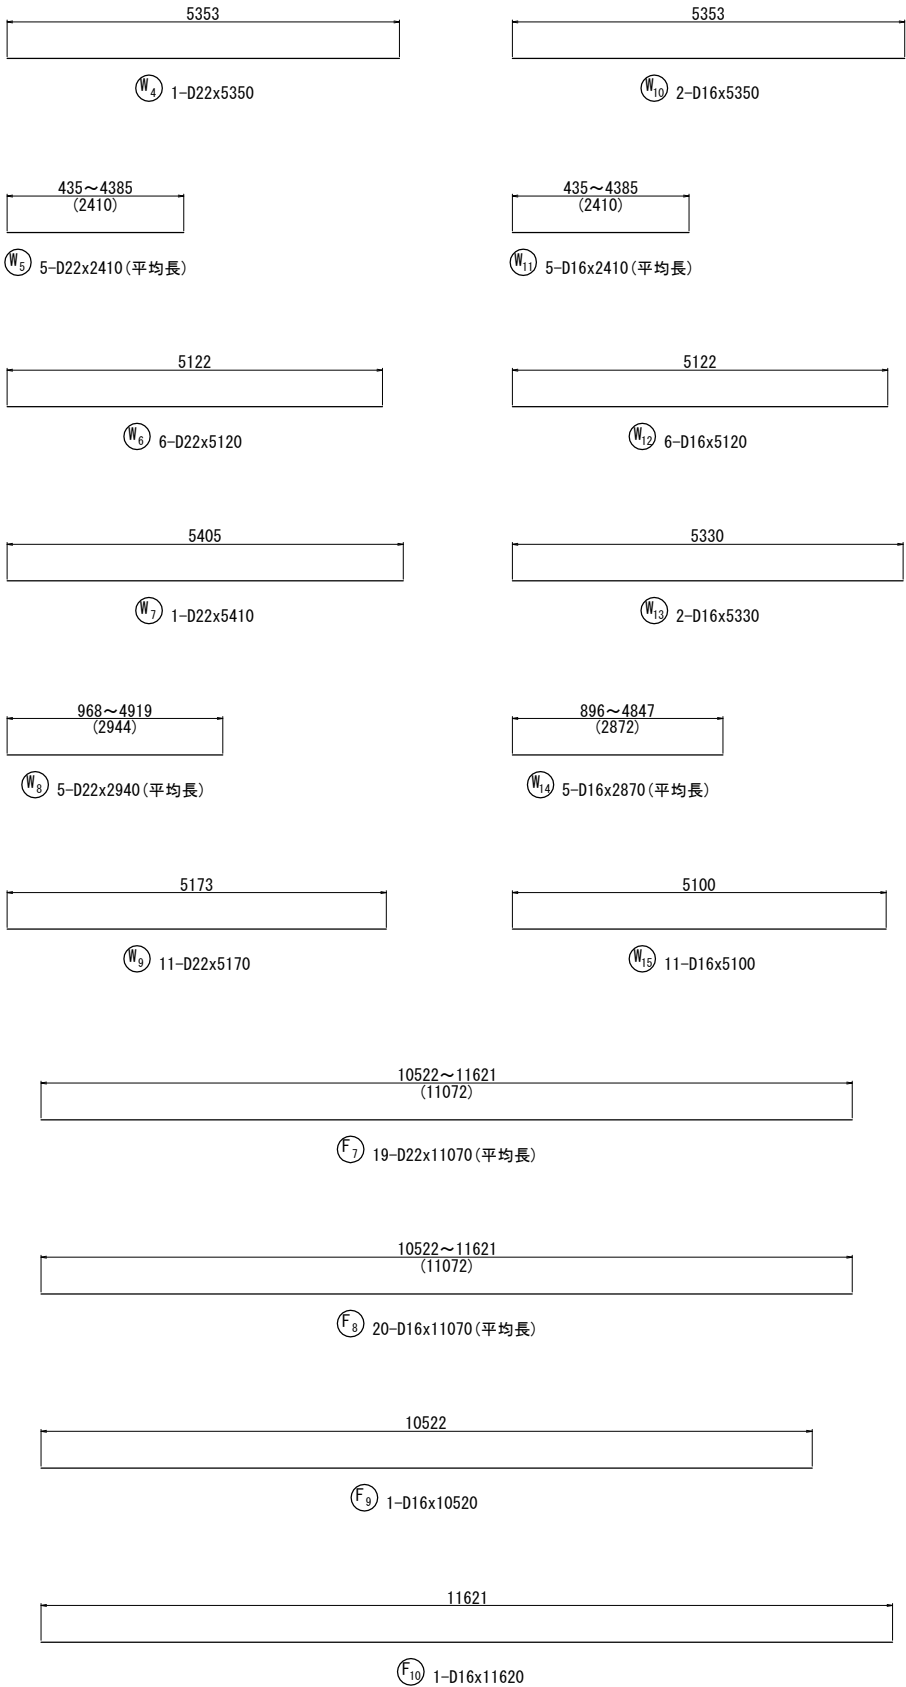 5353
W4 1-D22x5350
5353
W10 2-D16x5350
435～4385
(2410)
W5 5-D22x2410(平均長)
435～4385
(2410)
W11 5-D16x2410(平均長)
5122
W6 6-D22x5120
5122
W12 6-D16x5120
5405
W7 1-D22x5410
5330
W13 2-D16x5330
968～4919
(2944)
W8 5-D22x2940(平均長)
896～4847
(2872)
W14 5-D16x2870(平均長)
5173
W9 11-D22x5170
5100
W15 11-D16x5100
10522～11621
(11072)
F7 19-D22x11070(平均長)
10522～11621
(11072)
F8 20-D16x11070(平均長)
10522
F9 1-D16x10520
11621
F10 1-D16x11620